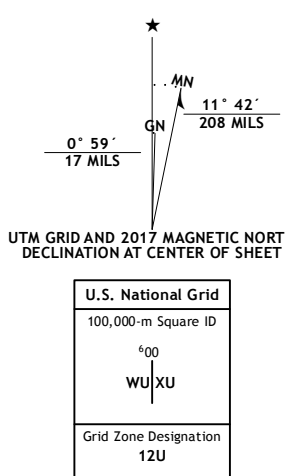 ★
MN
11° 42´
208 MILS
GN
0° 59´
17 MILS
UTM GRID AND 2017 MAGNETIC NORT
DECLINATION AT CENTER OF SHEET
U.S. National Grid
100,000-m Square ID
⁶00
WU XU
Grid Zone Designation
12U